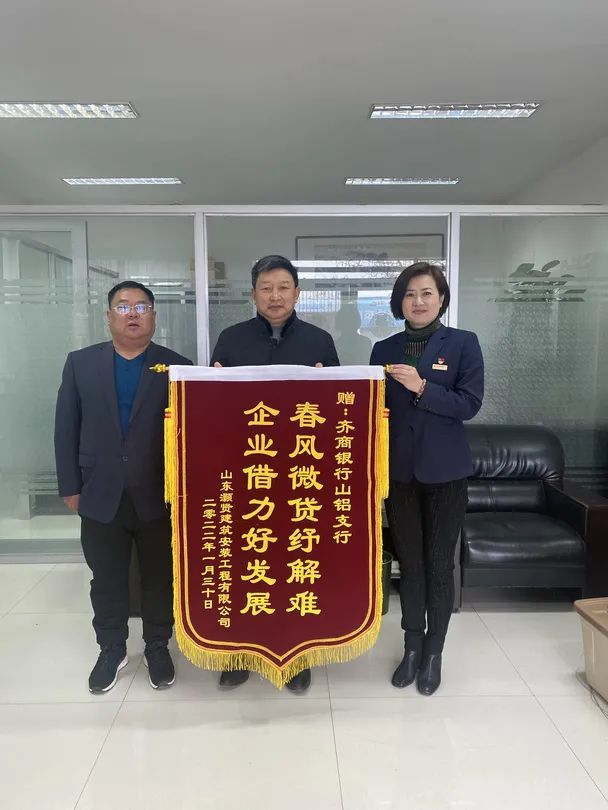 赠：齐商银行山铝支行
春风微贷纾解难
企业借力好发展
山东灏贤建筑安装工程有限公司
二零二二年一月三十日